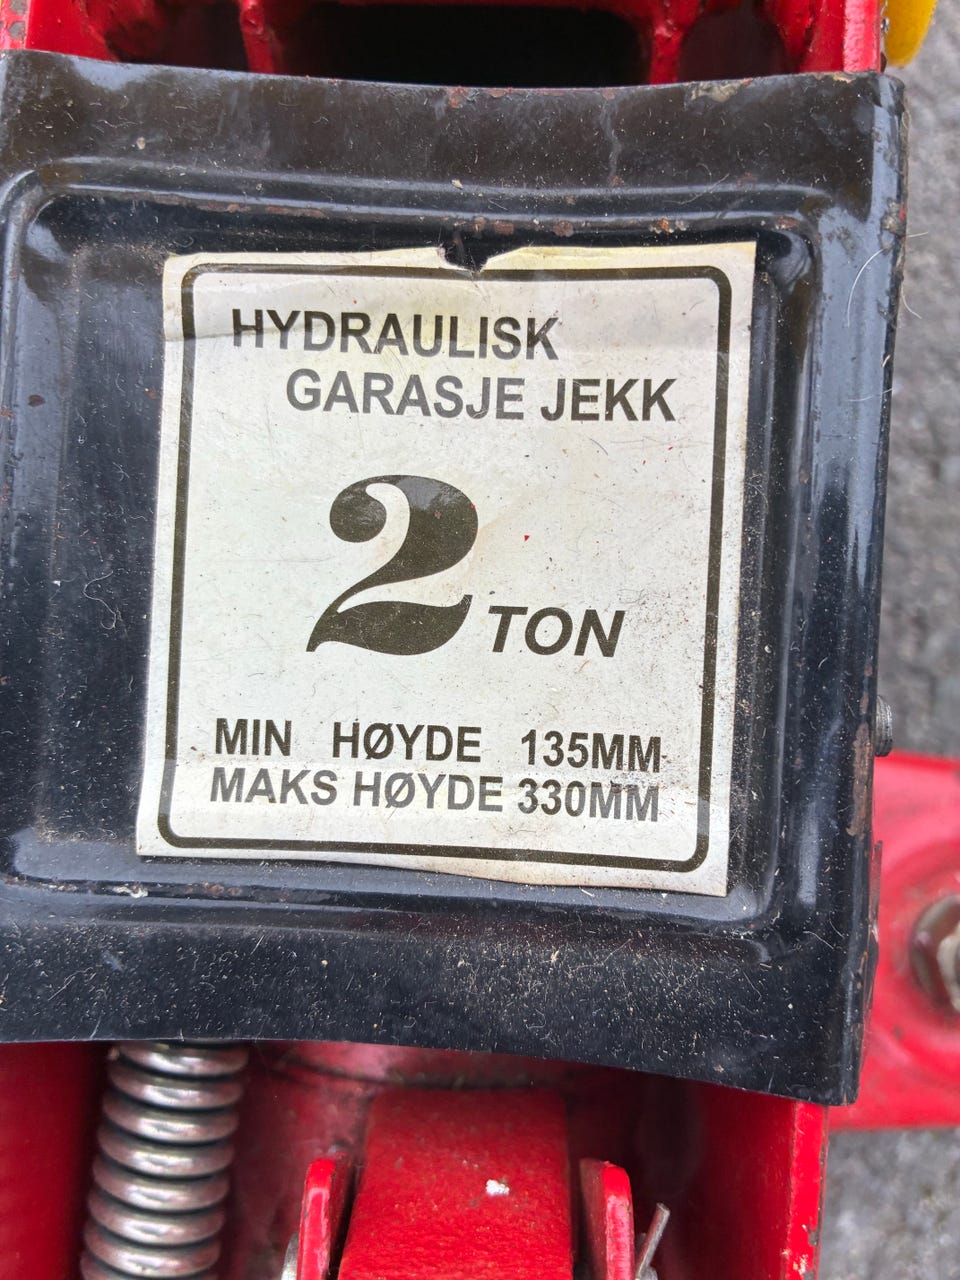 HYDRAULISK
GARASJE JEKK
2 TON
MIN HØYDE 135MM
MAKS HØYDE 330MM